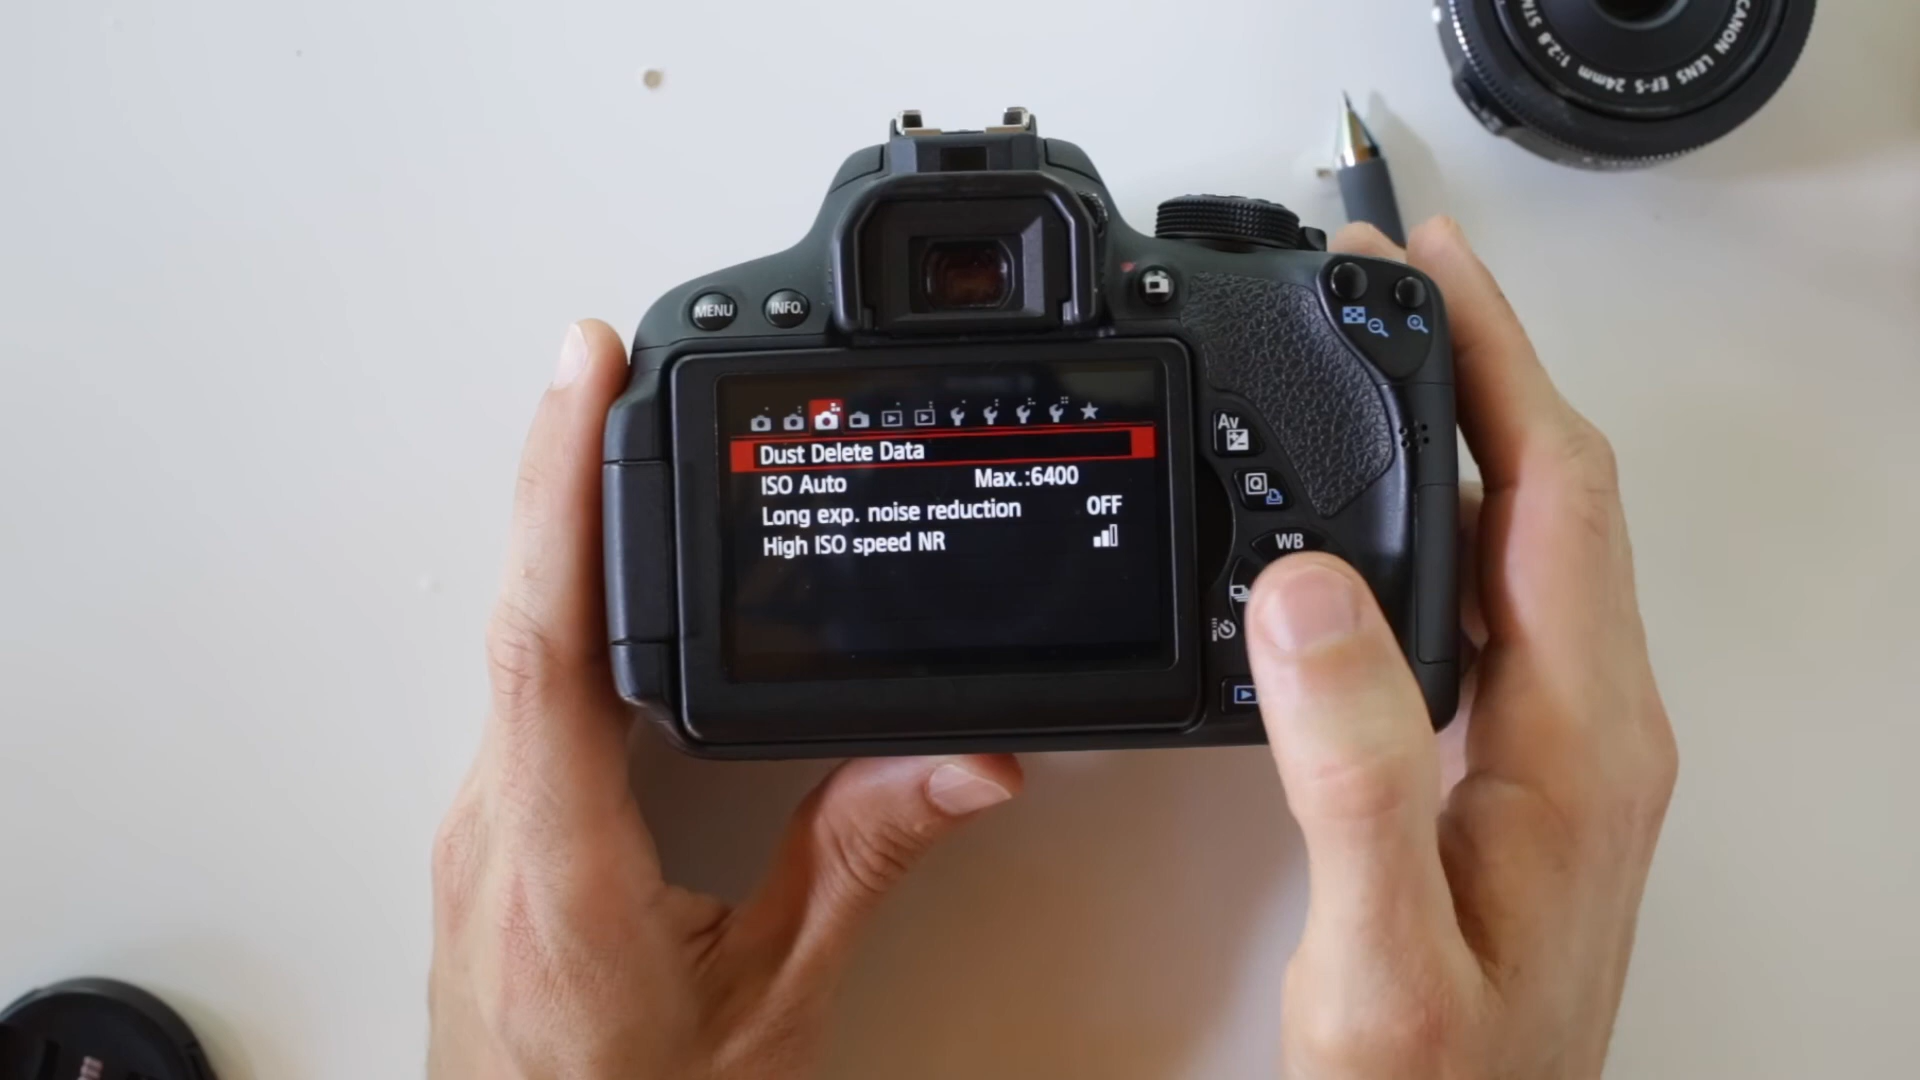 CANON LENS EF-S 24mm 1:2.8 STM
MENU
INFO.
Av
Dust Delete Data
ISO Auto Max.:6400
Long exp. noise reduction OFF
High ISO speed NR
Q
WB